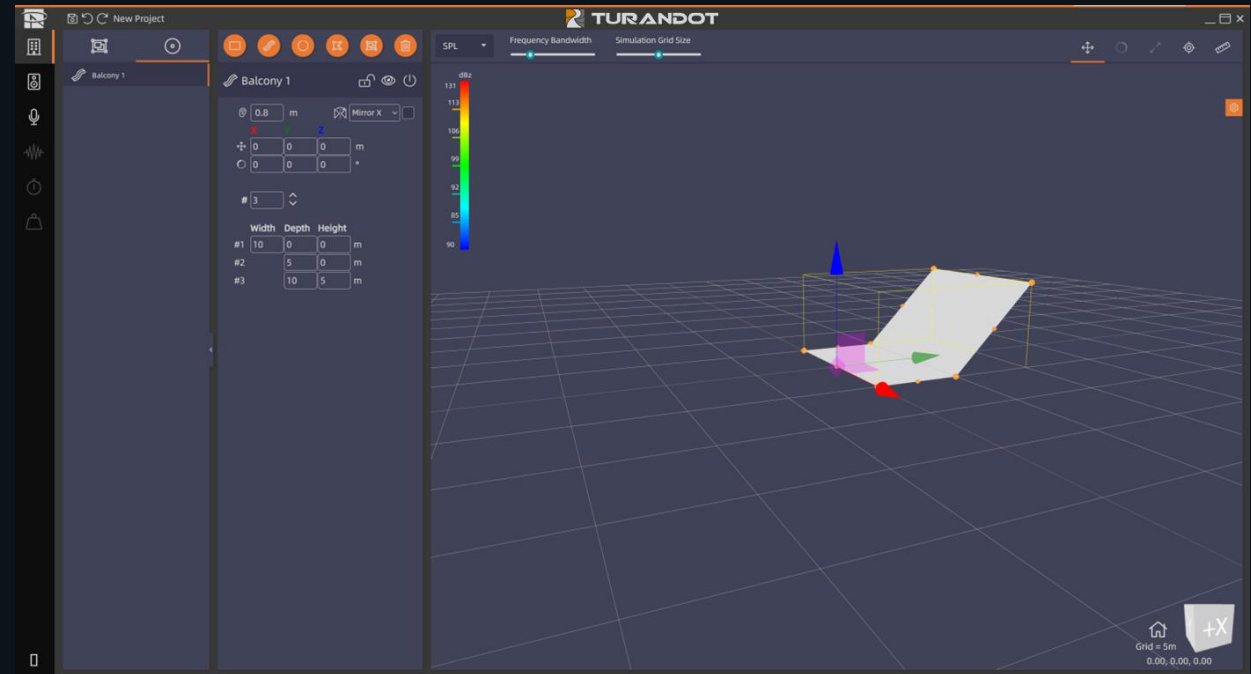 New Project
TURANDOT
Balcony 1
Balcony 1
0.8 m Mirror X
X Y Z
0 0 0 m
0 0 0 °
# 3
Width Depth Height
#1 10 0 0 m
#2 5 0 m
#3 10 5 m
SPL Frequency Bandwidth Simulation Grid Size
dBz
131
113
106
99
92
85
90
+X
Grid = 5m
0.00, 0.00, 0.00